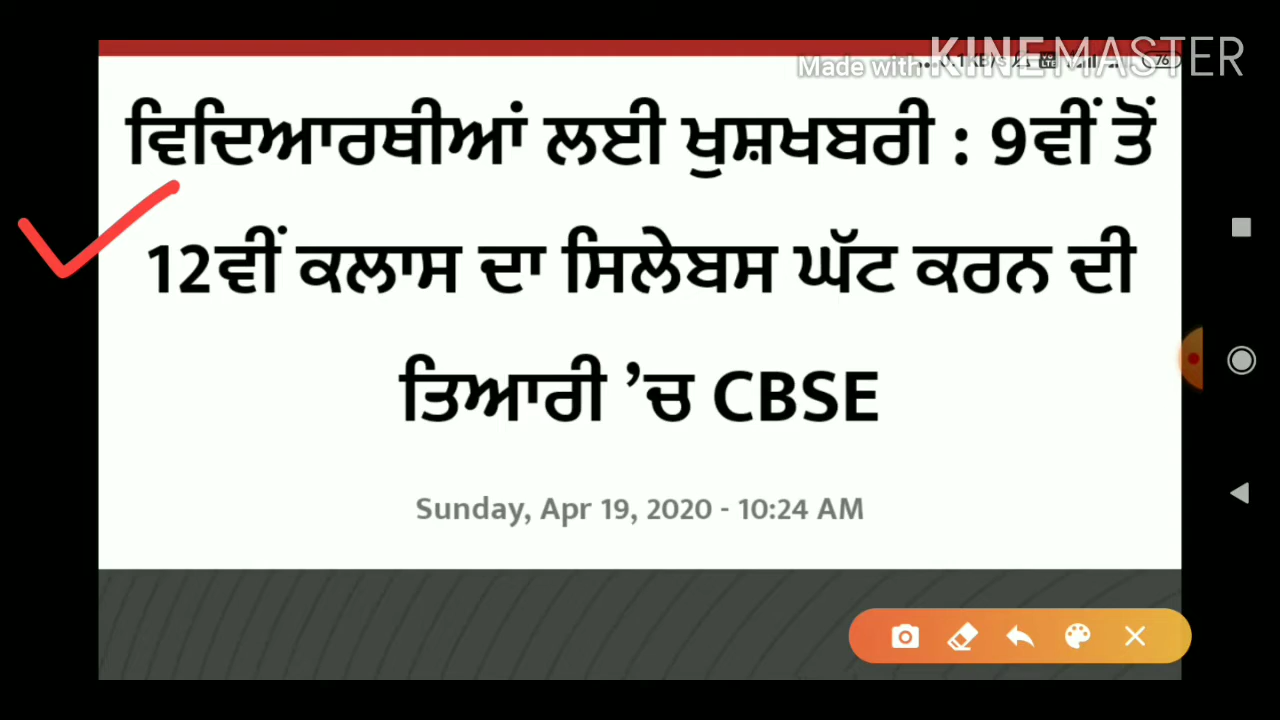 Made with KINEMASTER
76
ਵਿਦਿਆਰਥੀਆਂ ਲਈ ਖੁਸ਼ਖਬਰੀ : 9ਵੀਂ ਤੋਂ
12ਵੀਂ ਕਲਾਸ ਦਾ ਸਿਲੇਬਸ ਘੱਟ ਕਰਨ ਦੀ
ਤਿਆਰੀ ’ਚ CBSE
Sunday, Apr 19, 2020 - 10:24 AM